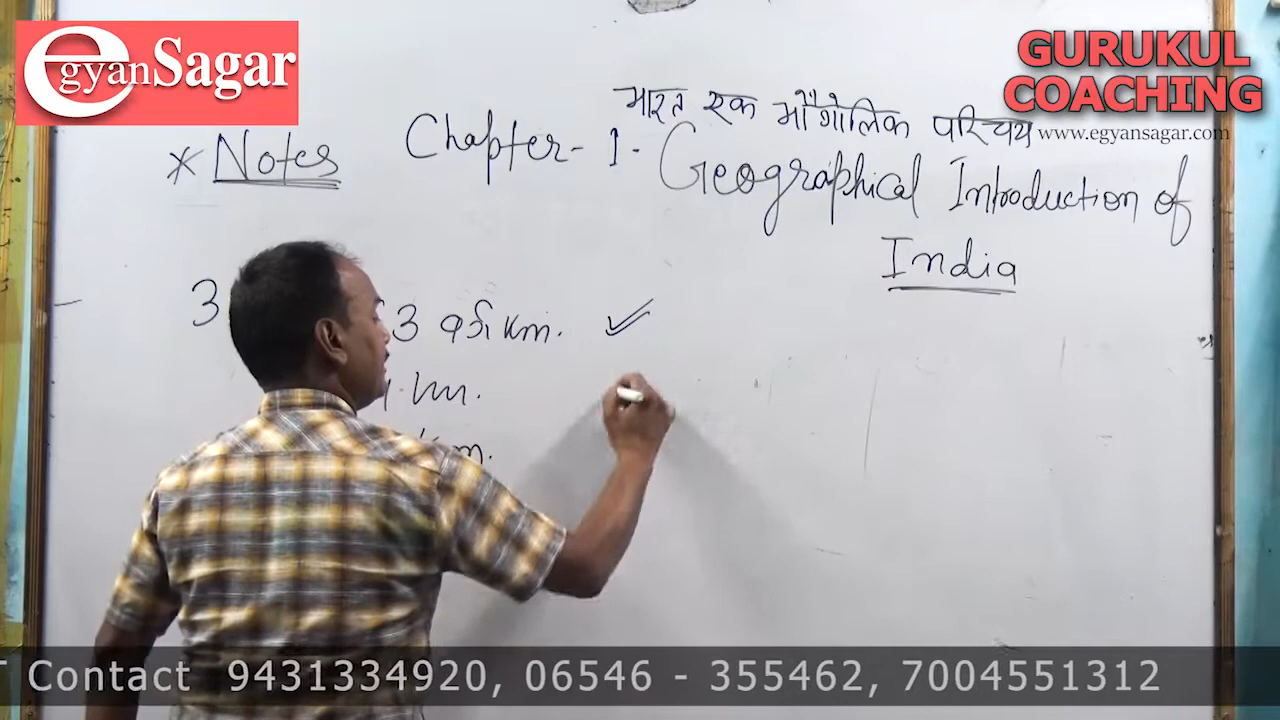 egyanSagar
GURUKUL
COACHING
www.egyansagar.com
भारत एक भौगोलिक परिचय
* Notes Chapter - 1 - Geographical Introduction of
India
3 3 वर्ग Km. ✓
Km.
Contact 9431334920, 06546 - 355462, 7004551312